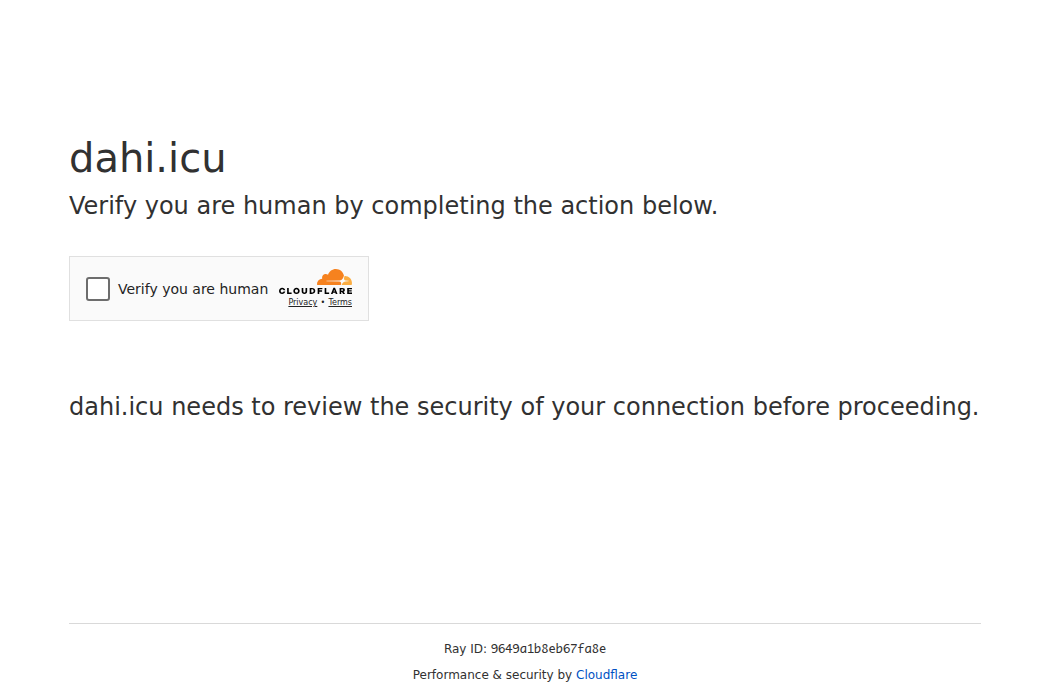 dahi.icu
Verify you are human by completing the action below.
Verify you are human
CLOUDFLARE
Privacy • Terms
dahi.icu needs to review the security of your connection before proceeding.
Ray ID: 9649a1b8eb67fa8e
Performance & security by Cloudflare